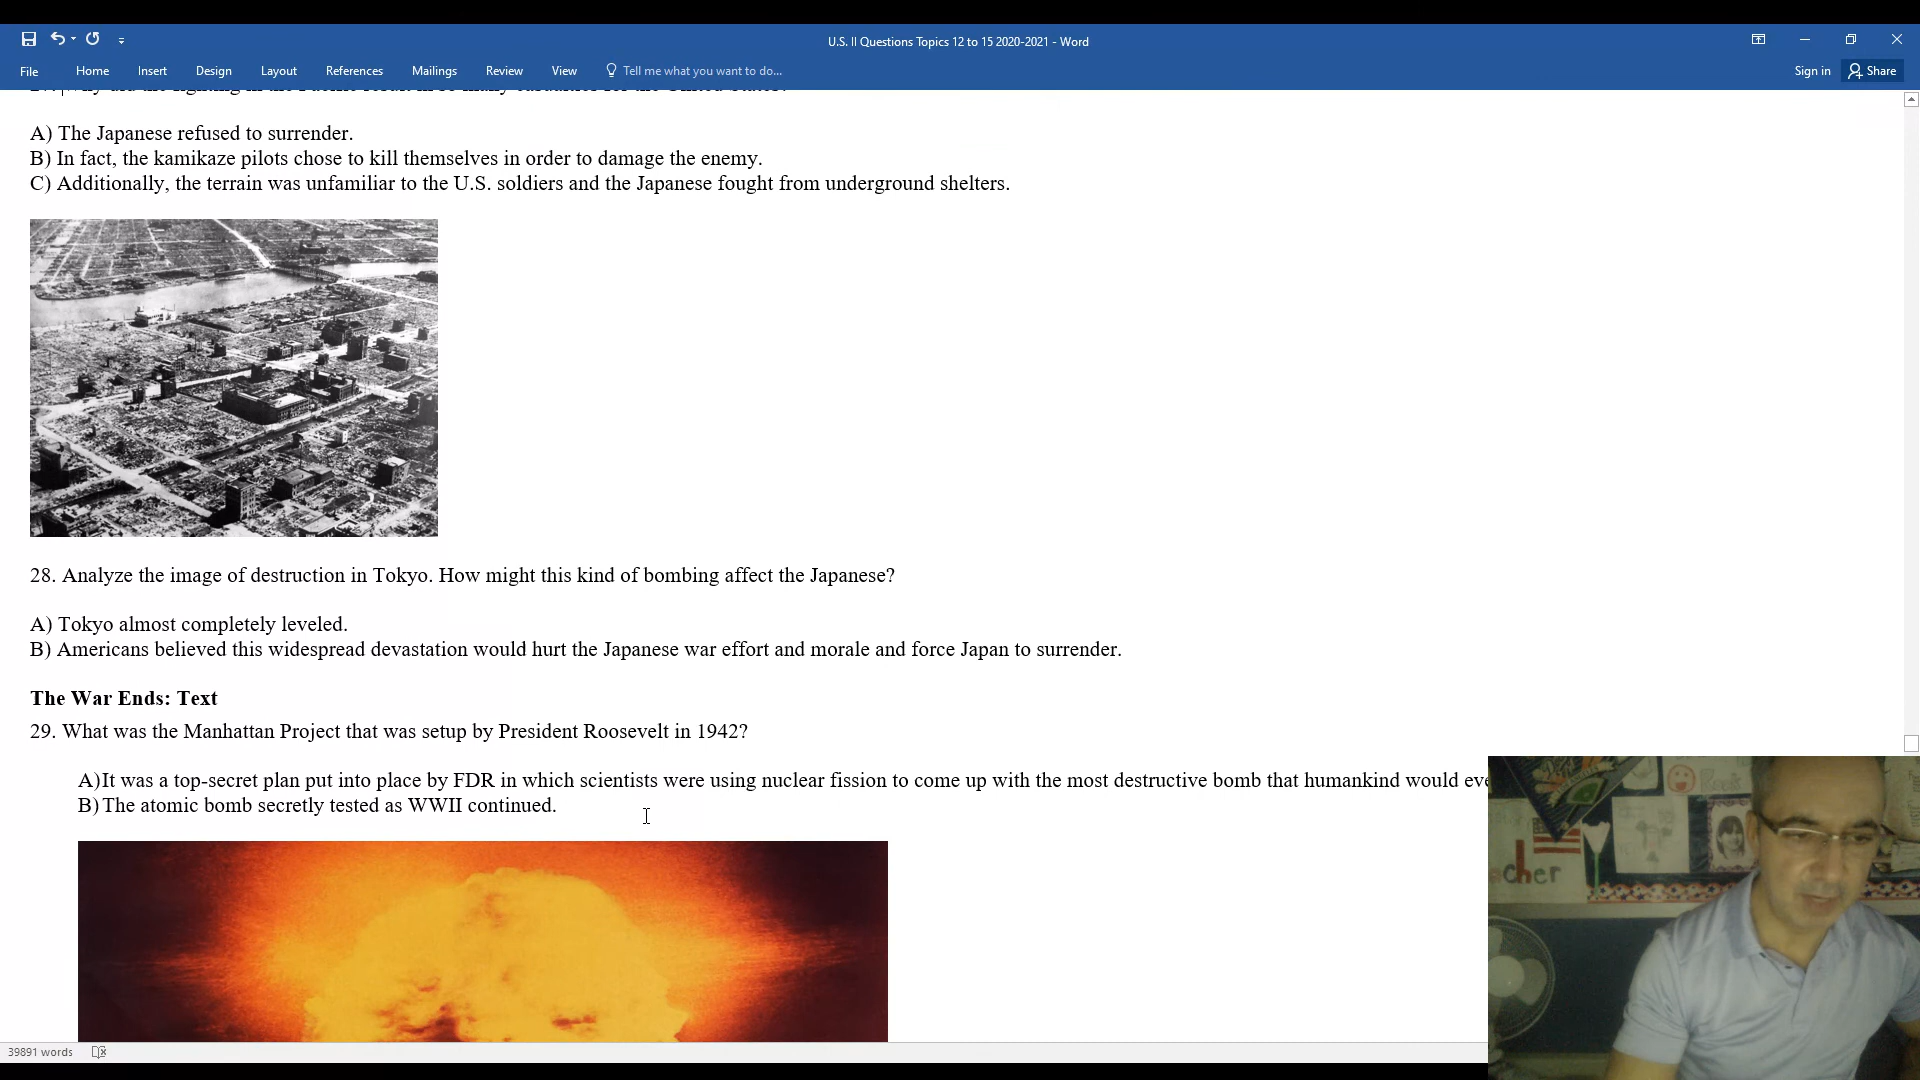 U.S. II Questions Topics 12 to 15 2020-2021 - Word
File Home Insert Design Layout References Mailings Review View Tell me what you want to do... Sign in Share
A) The Japanese refused to surrender.
B) In fact, the kamikaze pilots chose to kill themselves in order to damage the enemy.
C) Additionally, the terrain was unfamiliar to the U.S. soldiers and the Japanese fought from underground shelters.
28. Analyze the image of destruction in Tokyo. How might this kind of bombing affect the Japanese?
A) Tokyo almost completely leveled.
B) Americans believed this widespread devastation would hurt the Japanese war effort and morale and force Japan to surrender.
The War Ends: Text
29. What was the Manhattan Project that was setup by President Roosevelt in 1942?
A) It was a top-secret plan put into place by FDR in which scientists were using nuclear fission to come up with the most destructive bomb that humankind would eve
B) The atomic bomb secretly tested as WWII continued.
39891 words